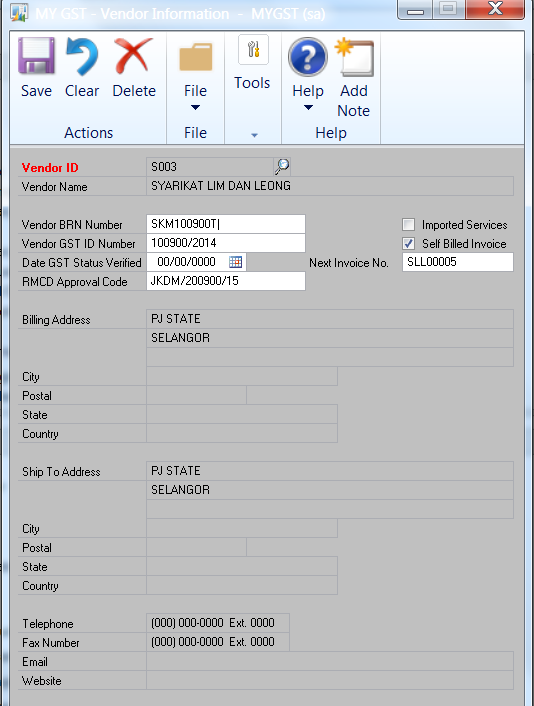 MY GST - Vendor Information - MYGST (sa)
Save Clear Delete File Tools Help Add Note
Actions File Help
Vendor ID S003
Vendor Name SYARIKAT LIM DAN LEONG
Vendor BRN Number SKM100900T Imported Services
Vendor GST ID Number 100900/2014 Self Billed Invoice
Date GST Status Verified 00/00/0000 Next Invoice No. SLL00005
RMCD Approval Code JKDM/200900/15
Billing Address PJ STATE
SELANGOR
City
Postal
State
Country
Ship To Address PJ STATE
SELANGOR
City
Postal
State
Country
Telephone (000) 000-0000 Ext. 0000
Fax Number (000) 000-0000 Ext. 0000
Email
Website